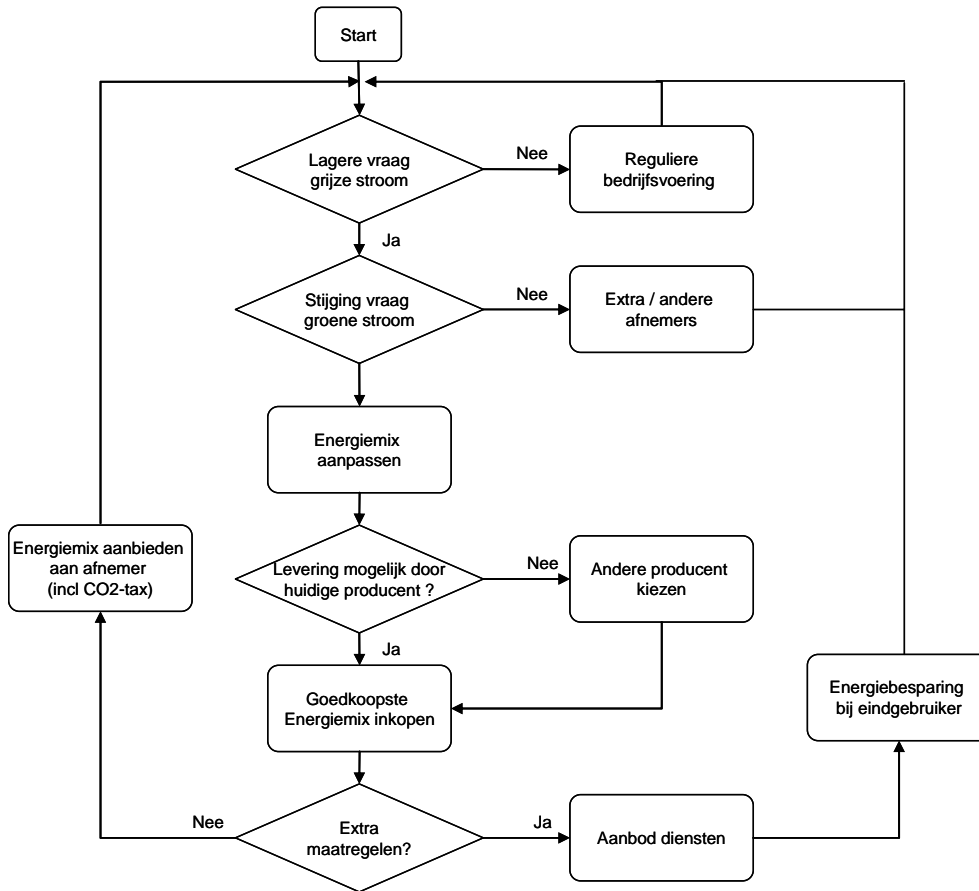 Start
Lagere vraag
grijze stroom
Nee
Reguliere
bedrijfsvoering
Ja
Stijging vraag
groene stroom
Nee
Extra / andere
afnemers
Energiemix
aanpassen
Energiemix aanbieden
aan afnemer
(incl CO2-tax)
Levering mogelijk door
huidige producent ?
Nee
Andere producent
kiezen
Ja
Goedkoopste
Energiemix inkopen
Energiebesparing
bij eindgebruiker
Nee
Extra
maatregelen?
Ja
Aanbod diensten